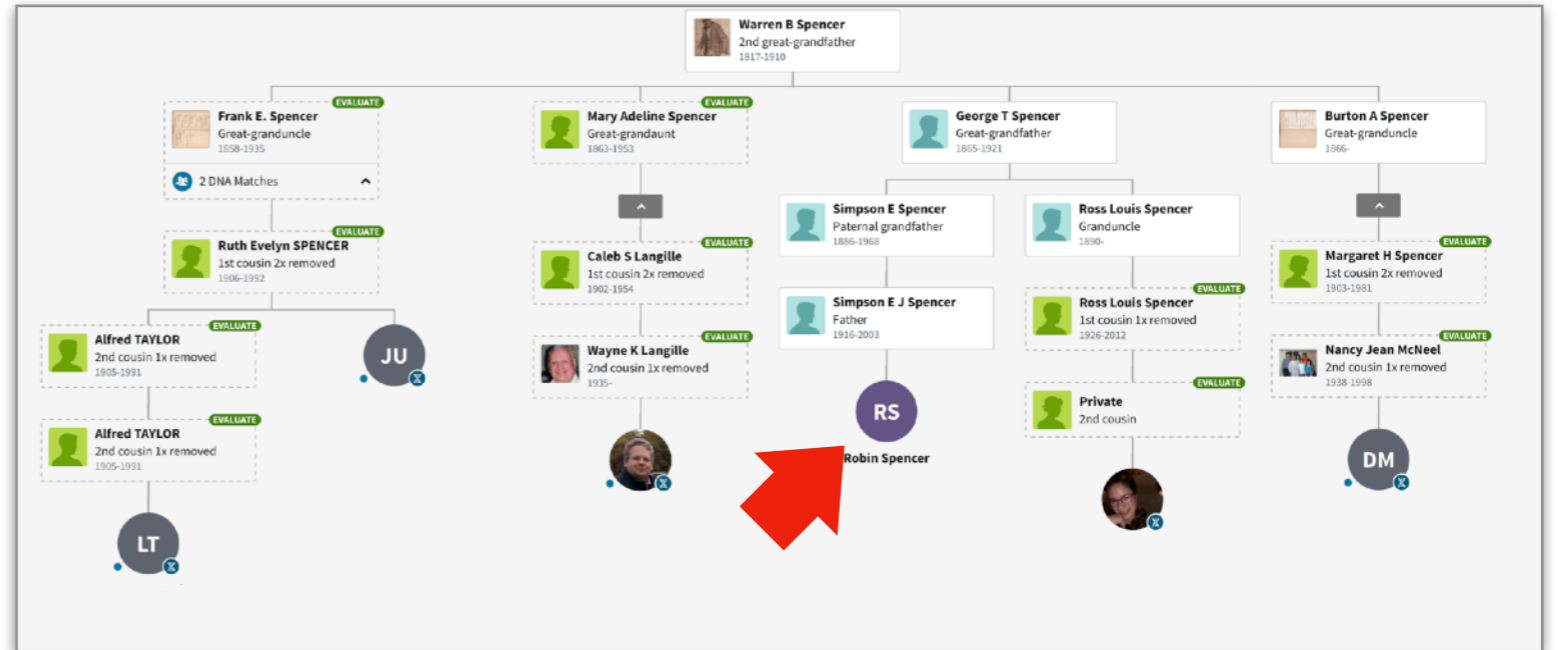 Warren B Spencer
2nd great-grandfather
1817-1910
EVALUATE
Frank E. Spencer
Great-granduncle
1858-1935
2 DNA Matches
EVALUATE
Ruth Evelyn SPENCER
1st cousin 2x removed
1906-1992
EVALUATE
Alfred TAYLOR
2nd cousin 1x removed
1905-1991
EVALUATE
Alfred TAYLOR
2nd cousin 1x removed
1905-1991
LT
JU
EVALUATE
Mary Adeline Spencer
Great-grandaunt
1863-1953
EVALUATE
Caleb S Langille
1st cousin 2x removed
1902-1954
EVALUATE
Wayne K Langille
2nd cousin 1x removed
1935-
George T Spencer
Great-grandfather
1865-1921
Simpson E Spencer
Paternal grandfather
1886-1968
Simpson E J Spencer
Father
1916-2003
RS
Robin Spencer
Ross Louis Spencer
Granduncle
1890-
EVALUATE
Ross Louis Spencer
1st cousin 1x removed
1926-2012
EVALUATE
Private
2nd cousin
Burton A Spencer
Great-granduncle
1866-
EVALUATE
Margaret H Spencer
1st cousin 2x removed
1903-1981
EVALUATE
Nancy Jean McNeel
2nd cousin 1x removed
1938-1998
DM